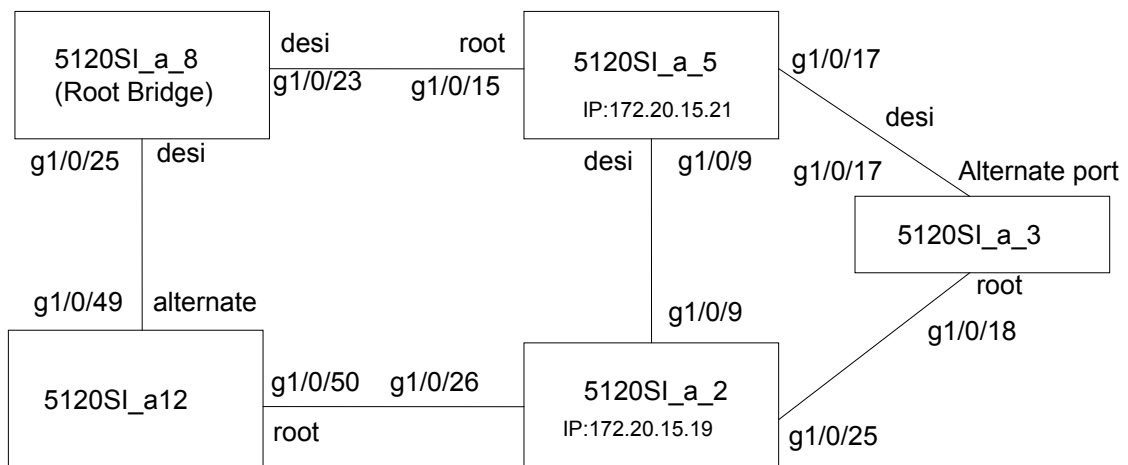 5120SI_a_8
(Root Bridge)
desi
g1/0/23
root
g1/0/15
5120SI_a_5
IP:172.20.15.21
g1/0/17
desi
g1/0/25
desi
desi
g1/0/9
g1/0/17
Alternate port
5120SI_a_3
root
g1/0/18
g1/0/49
alternate
g1/0/9
5120SI_a12
g1/0/50
root
g1/0/26
5120SI_a_2
IP:172.20.15.19
g1/0/25